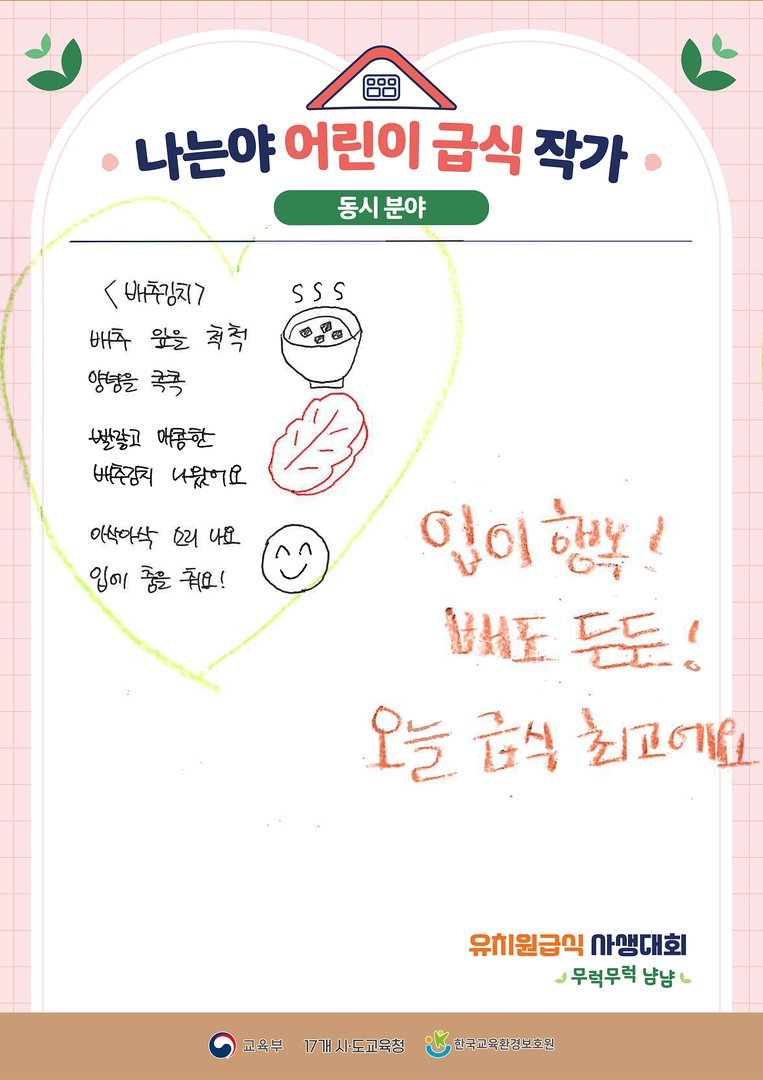 나는야 어린이 급식 작가
동시 분야
<배추김치>
배추 잎을 척척
양념을 콕콕
빨갛고 매콤한
배추김치 나왔어요
아삭아삭 소리 나요
입에 춤을 춰요!
입이 행복!
배도 든든!
오늘 급식 최고에요
유치원급식 사생대회
무럭무럭 냠냠
교육부 17개 시·도교육청 한국교육환경보호원